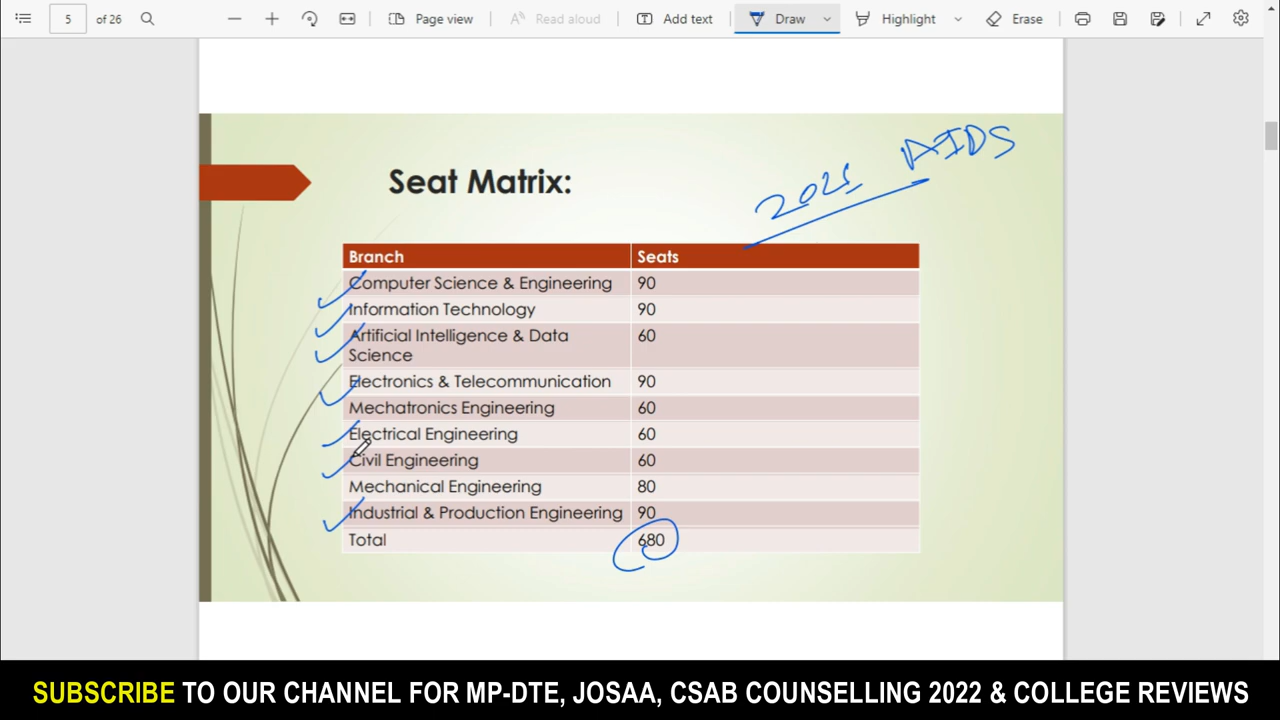 5 of 26 Page view Read aloud Add text Draw Highlight Erase
2021 AIDS
Seat Matrix:
Branch Seats
Computer Science & Engineering 90
Information Technology 90
Artificial Intelligence & Data 60
Science
Electronics & Telecommunication 90
Mechatronics Engineering 60
Electrical Engineering 60
Civil Engineering 60
Mechanical Engineering 80
Industrial & Production Engineering 90
Total 680
SUBSCRIBE TO OUR CHANNEL FOR MP-DTE, JOSAA, CSAB COUNSELLING 2022 & COLLEGE REVIEWS